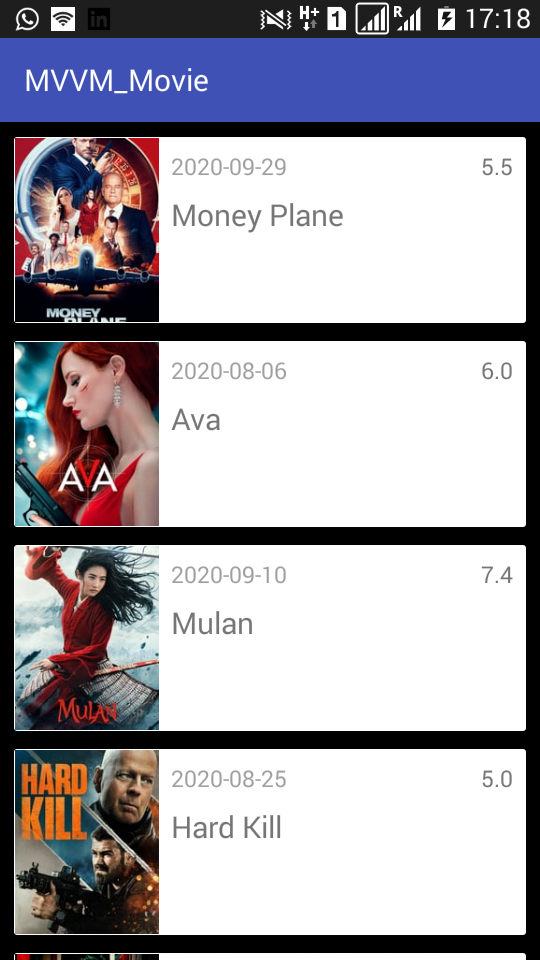 H+
1
R
17:18
MVVM_Movie
2020-09-29
5.5
Money Plane
MONEY
PLANE
2020-08-06
6.0
Ava
AVA
2020-09-10
7.4
Mulan
MULAN
2020-08-25
5.0
Hard Kill
HARD
KILL